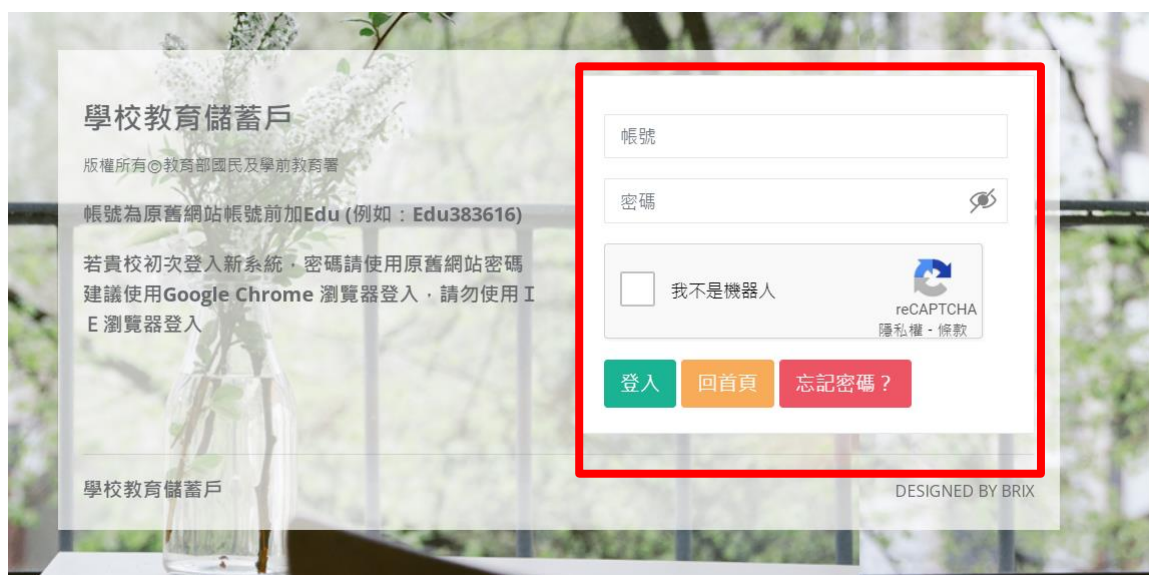 學校教育儲蓄戶
版權所有©教育部國民及學前教育署
帳號為原舊網站帳號前加Edu (例如：Edu383616)
若貴校初次登入新系統，密碼請使用原舊網站密碼
建議使用Google Chrome 瀏覽器登入，請勿使用Ｉ
Ｅ瀏覽器登入
帳號
密碼
我不是機器人
reCAPTCHA
隱私權 - 條款
登入
回首頁
忘記密碼？
學校教育儲蓄戶
DESIGNED BY BRIX